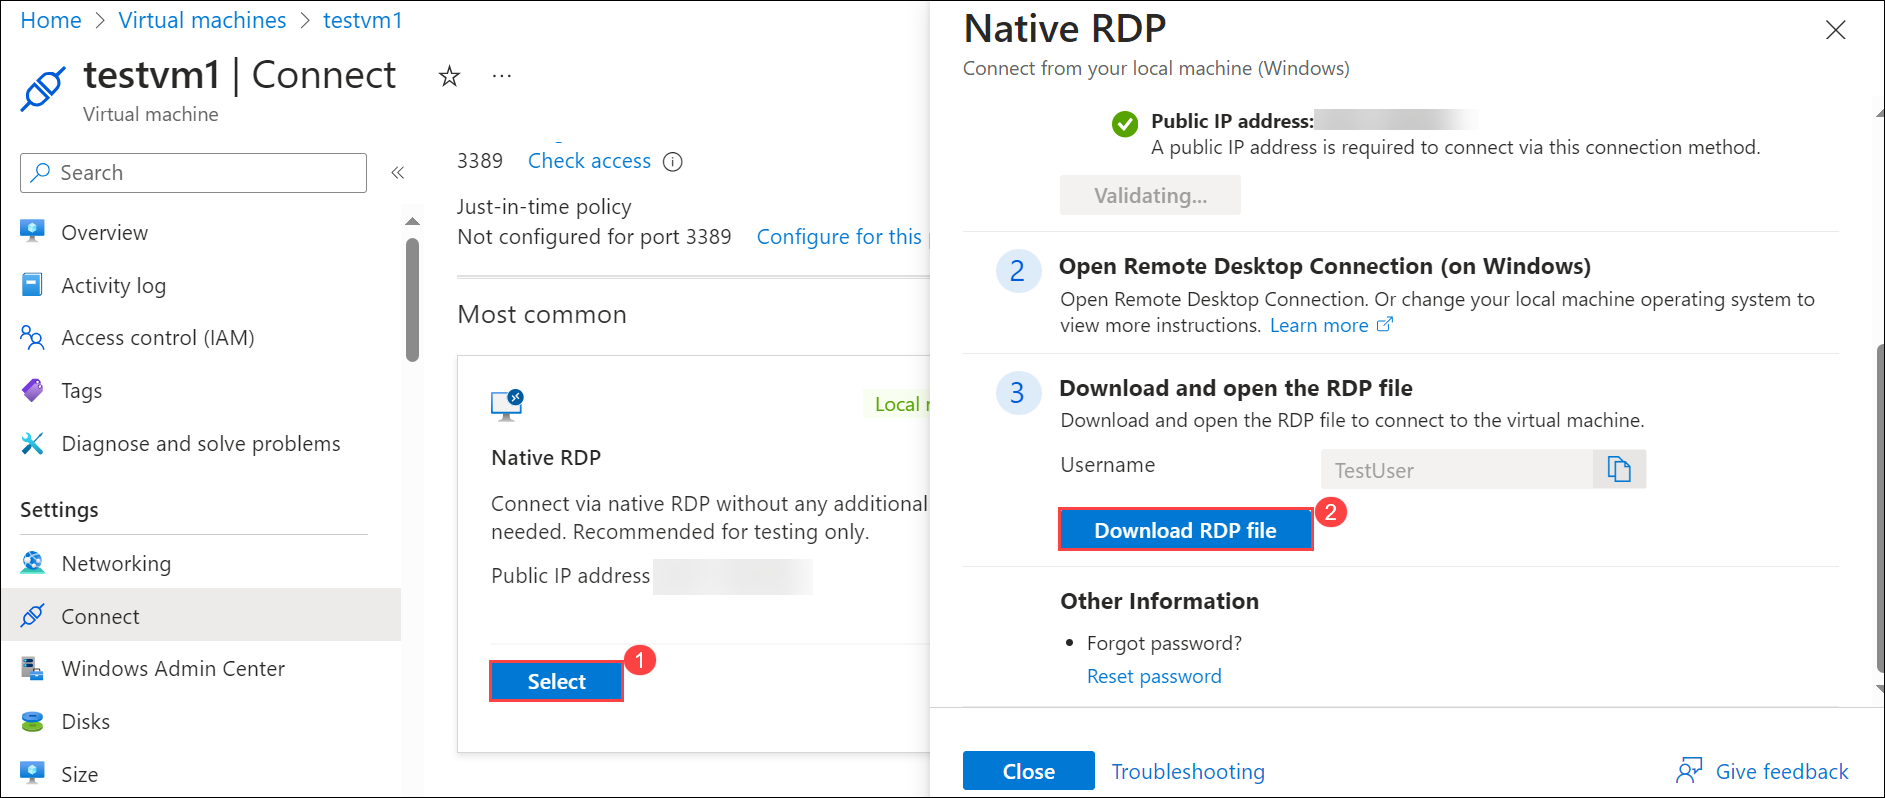 Home > Virtual machines > testvm1
testvm1 | Connect
Virtual machine
Search
Overview
Activity log
Access control (IAM)
Tags
Diagnose and solve problems
Settings
Networking
Connect
Windows Admin Center
Disks
Size
3389 Check access
Just-in-time policy
Not configured for port 3389 Configure for this
Most common
Local
Native RDP
Connect via native RDP without any additional
needed. Recommended for testing only.
Public IP address
Select
1
Native RDP
Connect from your local machine (Windows)
Public IP address:
A public IP address is required to connect via this connection method.
Validating...
2
Open Remote Desktop Connection (on Windows)
Open Remote Desktop Connection. Or change your local machine operating system to
view more instructions. Learn more
3
Download and open the RDP file
Download and open the RDP file to connect to the virtual machine.
Username
TestUser
Download RDP file
2
Other Information
• Forgot password?
Reset password
Close
Troubleshooting
Give feedback